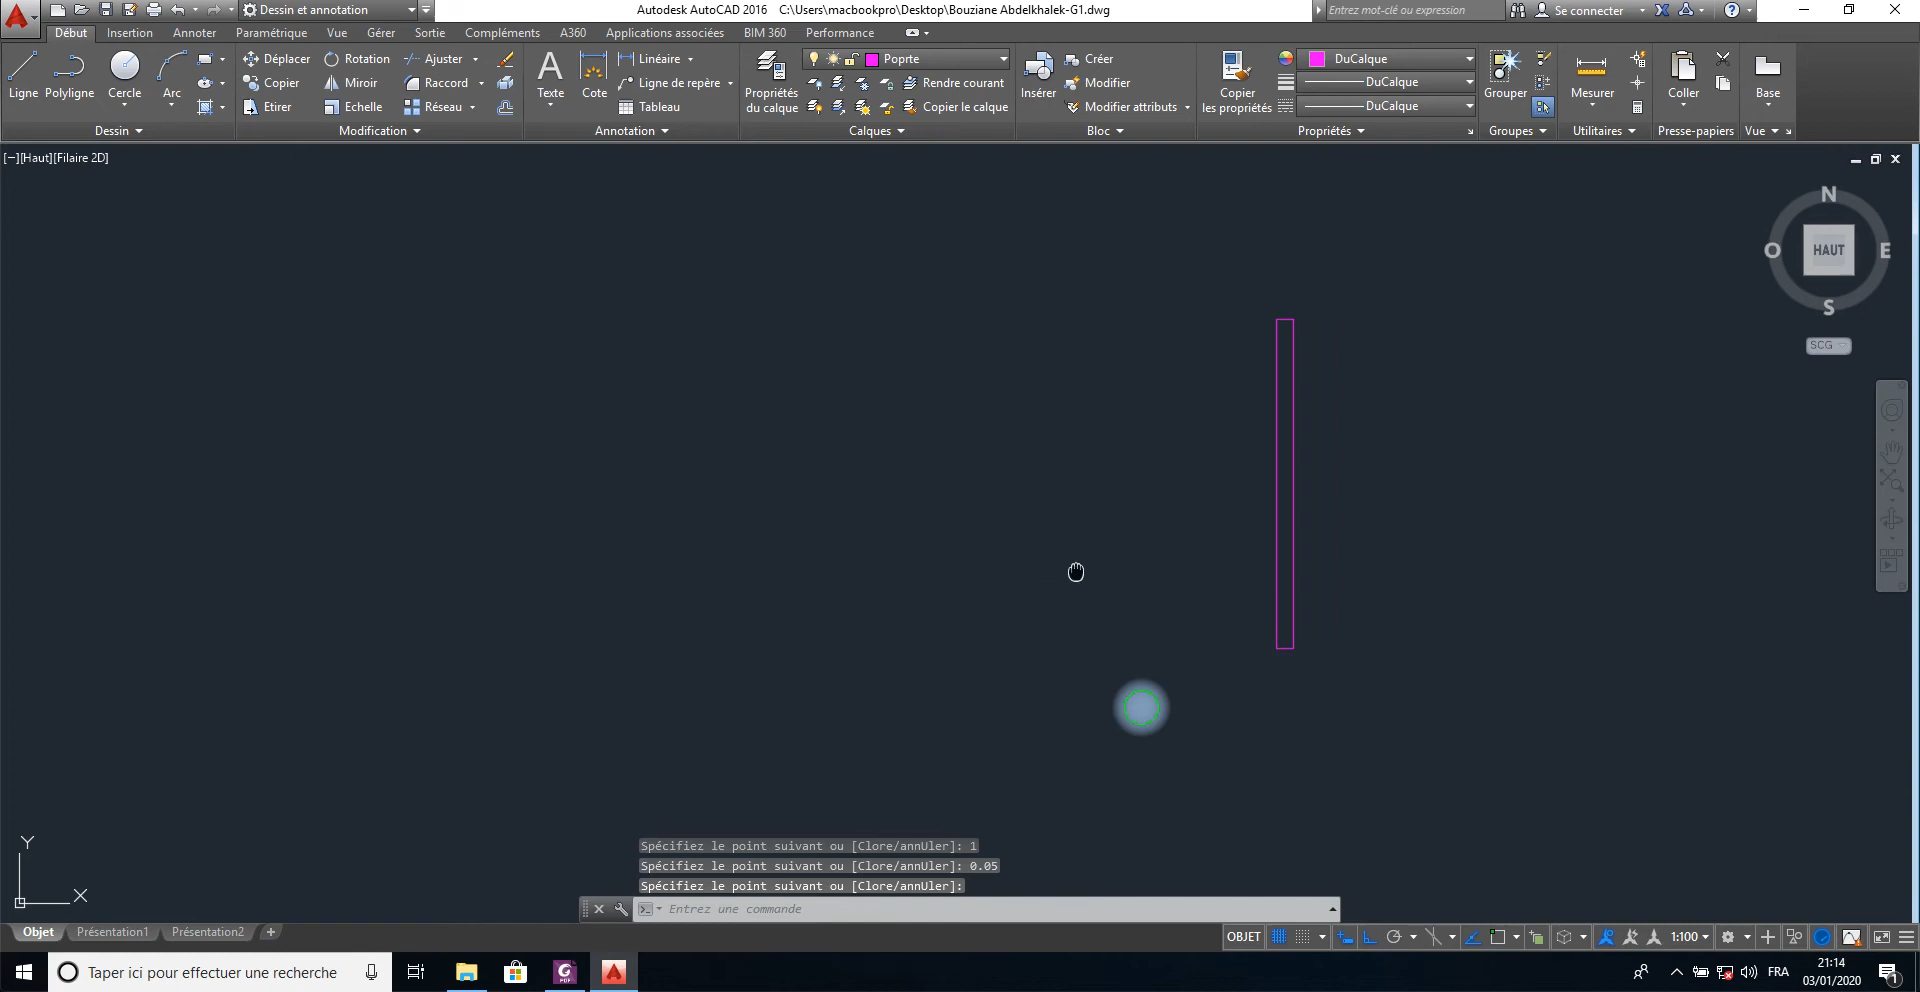 Dessin et annotation
Autodesk AutoCAD 2016 C:\Users\macbookpro\Desktop\Bouziane Abdelkhalek-G1.dwg
Entrez mot-clé ou expression
Se connecter
Début Insertion Annoter Paramétrique Vue Gérer Sortie Compléments A360 Applications associées BIM 360 Performance
Ligne Polyligne Cercle Arc
Déplacer Rotation Ajuster
Copier Miroir Raccord
Etirer Echelle Réseau
A
Texte Cote
Linéaire
Ligne de repère
Tableau
Propriétés
du calque
Poprte
Rendre courant
Copier le calque
Insérer
Créer
Modifier
Modifier attributs
Copier
les propriétés
DuCalque
DuCalque
DuCalque
Grouper
Mesurer
Coller
Base
Dessin Modification Annotation Calques Bloc Propriétés Groupes Utilitaires Presse-papiers Vue
[−][Haut][Filaire 2D]
N
O HAUT E
S
SCG
Spécifiez le point suivant ou [Clore/annUler]: 1
Spécifiez le point suivant ou [Clore/annUler]: 0.05
Spécifiez le point suivant ou [Clore/annUler]:
Y
X
Entrez une commande
Objet Présentation1 Présentation2 +
OBJET
1:100
Taper ici pour effectuer une recherche
PDF
FRA
21:14
03/01/2020
1